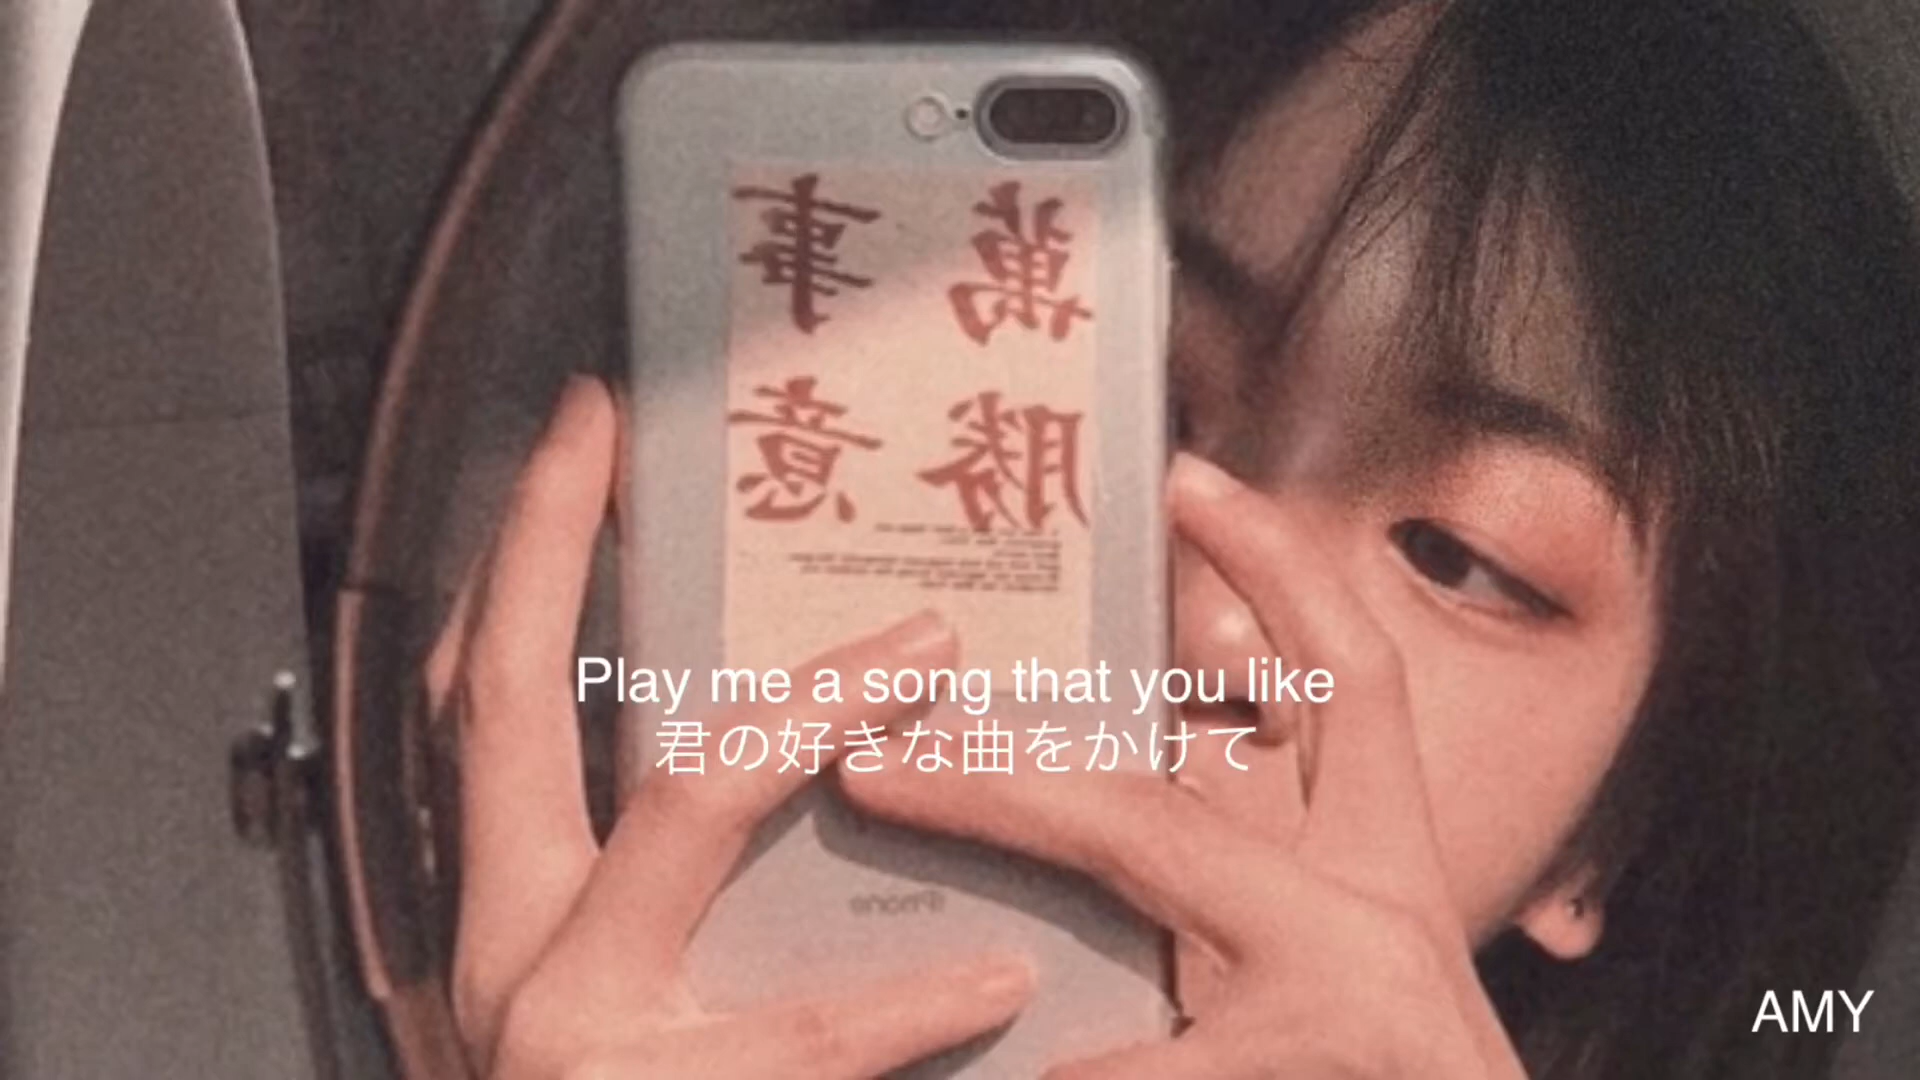 事 萬
意 勝
Play me a song that you like
君の好きな曲をかけて
iPhone
AMY